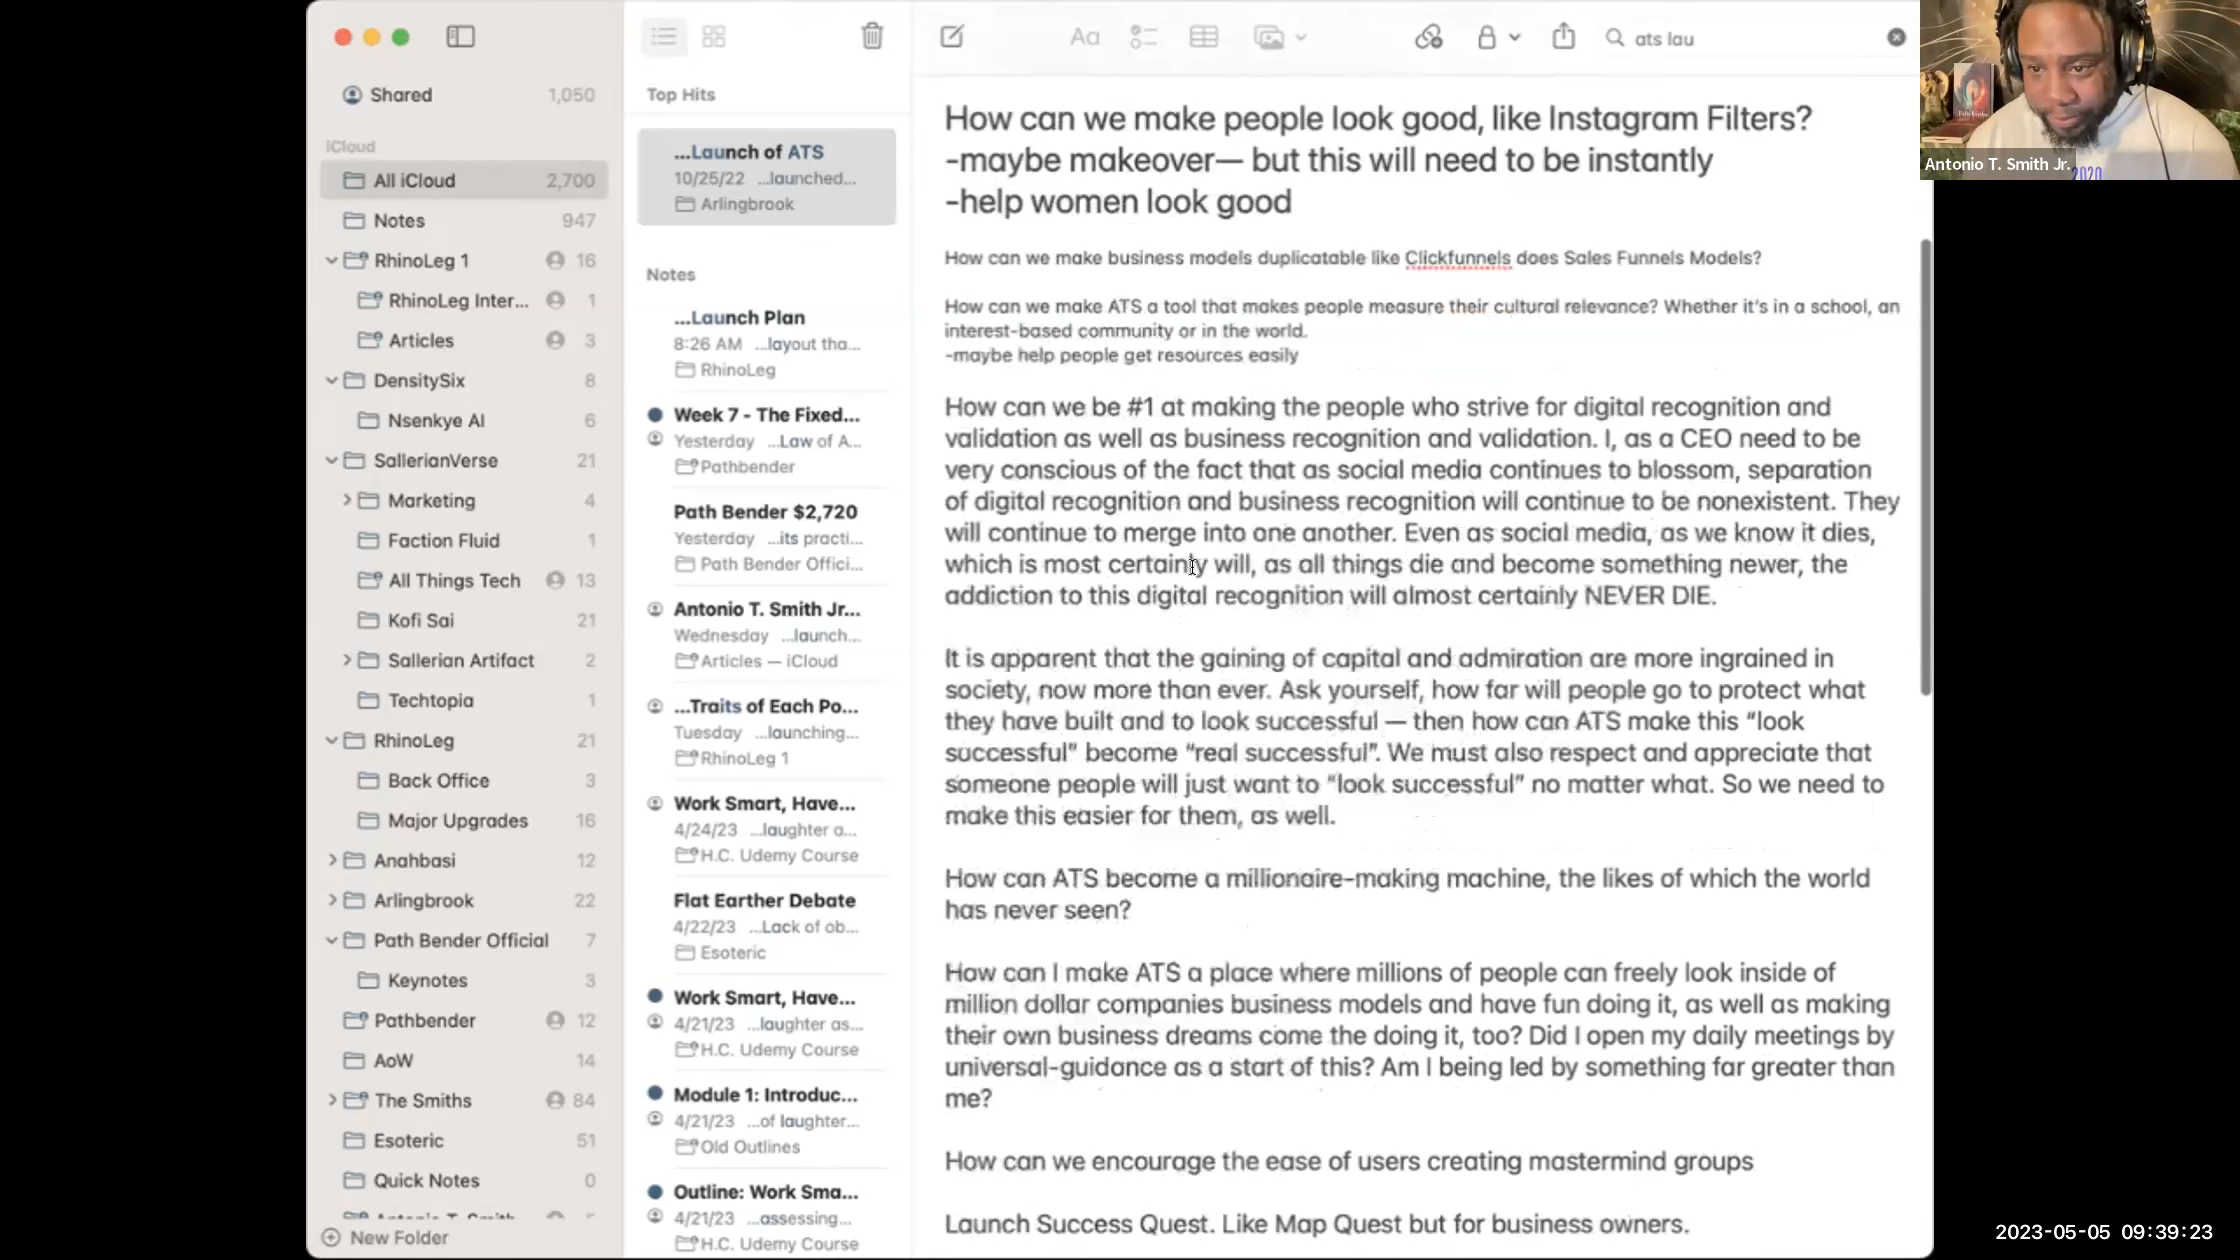 Shared 1,050
iCloud
All iCloud 2,700
Notes 947
RhinoLeg 1 16
RhinoLeg Inter... 1
Articles 3
DensitySix 8
Nsenkye AI 6
SallerianVerse 21
Marketing 4
Faction Fluid 1
All Things Tech 13
Kofi Sai 21
Sallerian Artifact 2
Techtopia 1
RhinoLeg 21
Back Office 3
Major Upgrades 16
Anahbasi 12
Arlingbrook 22
Path Bender Official 7
Keynotes 3
Pathbender 12
AoW 14
The Smiths 84
Esoteric 51
Quick Notes 0
New Folder
Top Hits
...Launch of ATS
10/25/22 ...launched...
Arlingbrook
Notes
...Launch Plan
8:26 AM ...layout tha...
RhinoLeg
Week 7 - The Fixed...
Yesterday ...Law of A...
Pathbender
Path Bender $2,720
Yesterday ...its practi...
Path Bender Offici...
Antonio T. Smith Jr...
Wednesday ...launch...
Articles — iCloud
...Traits of Each Po...
Tuesday ...launching...
RhinoLeg 1
Work Smart, Have...
4/24/23 ...laughter a...
H.C. Udemy Course
Flat Earther Debate
4/22/23 ...Lack of ob...
Esoteric
Work Smart, Have...
4/21/23 ...laughter as...
H.C. Udemy Course
Module 1: Introduc...
4/21/23 ...of laughter...
Old Outlines
Outline: Work Sma...
4/21/23 ...assessing...
H.C. Udemy Course
Aa
ats lau
How can we make people look good, like Instagram Filters?
-maybe makeover— but this will need to be instantly
-help women look good
How can we make business models duplicatable like Clickfunnels does Sales Funnels Models?
How can we make ATS a tool that makes people measure their cultural relevance? Whether it's in a school, an
interest-based community or in the world.
-maybe help people get resources easily
How can we be #1 at making the people who strive for digital recognition and
validation as well as business recognition and validation. I, as a CEO need to be
very conscious of the fact that as social media continues to blossom, separation
of digital recognition and business recognition will continue to be nonexistent. They
will continue to merge into one another. Even as social media, as we know it dies,
which is most certainly will, as all things die and become something newer, the
addiction to this digital recognition will almost certainly NEVER DIE.
It is apparent that the gaining of capital and admiration are more ingrained in
society, now more than ever. Ask yourself, how far will people go to protect what
they have built and to look successful — then how can ATS make this “look
successful” become “real successful”. We must also respect and appreciate that
someone people will just want to “look successful” no matter what. So we need to
make this easier for them, as well.
How can ATS become a millionaire-making machine, the likes of which the world
has never seen?
How can I make ATS a place where millions of people can freely look inside of
million dollar companies business models and have fun doing it, as well as making
their own business dreams come the doing it, too? Did I open my daily meetings by
universal-guidance as a start of this? Am I being led by something far greater than
me?
How can we encourage the ease of users creating mastermind groups
Launch Success Quest. Like Map Quest but for business owners.
Antonio T. Smith Jr.
2020
2023-05-05 09:39:23